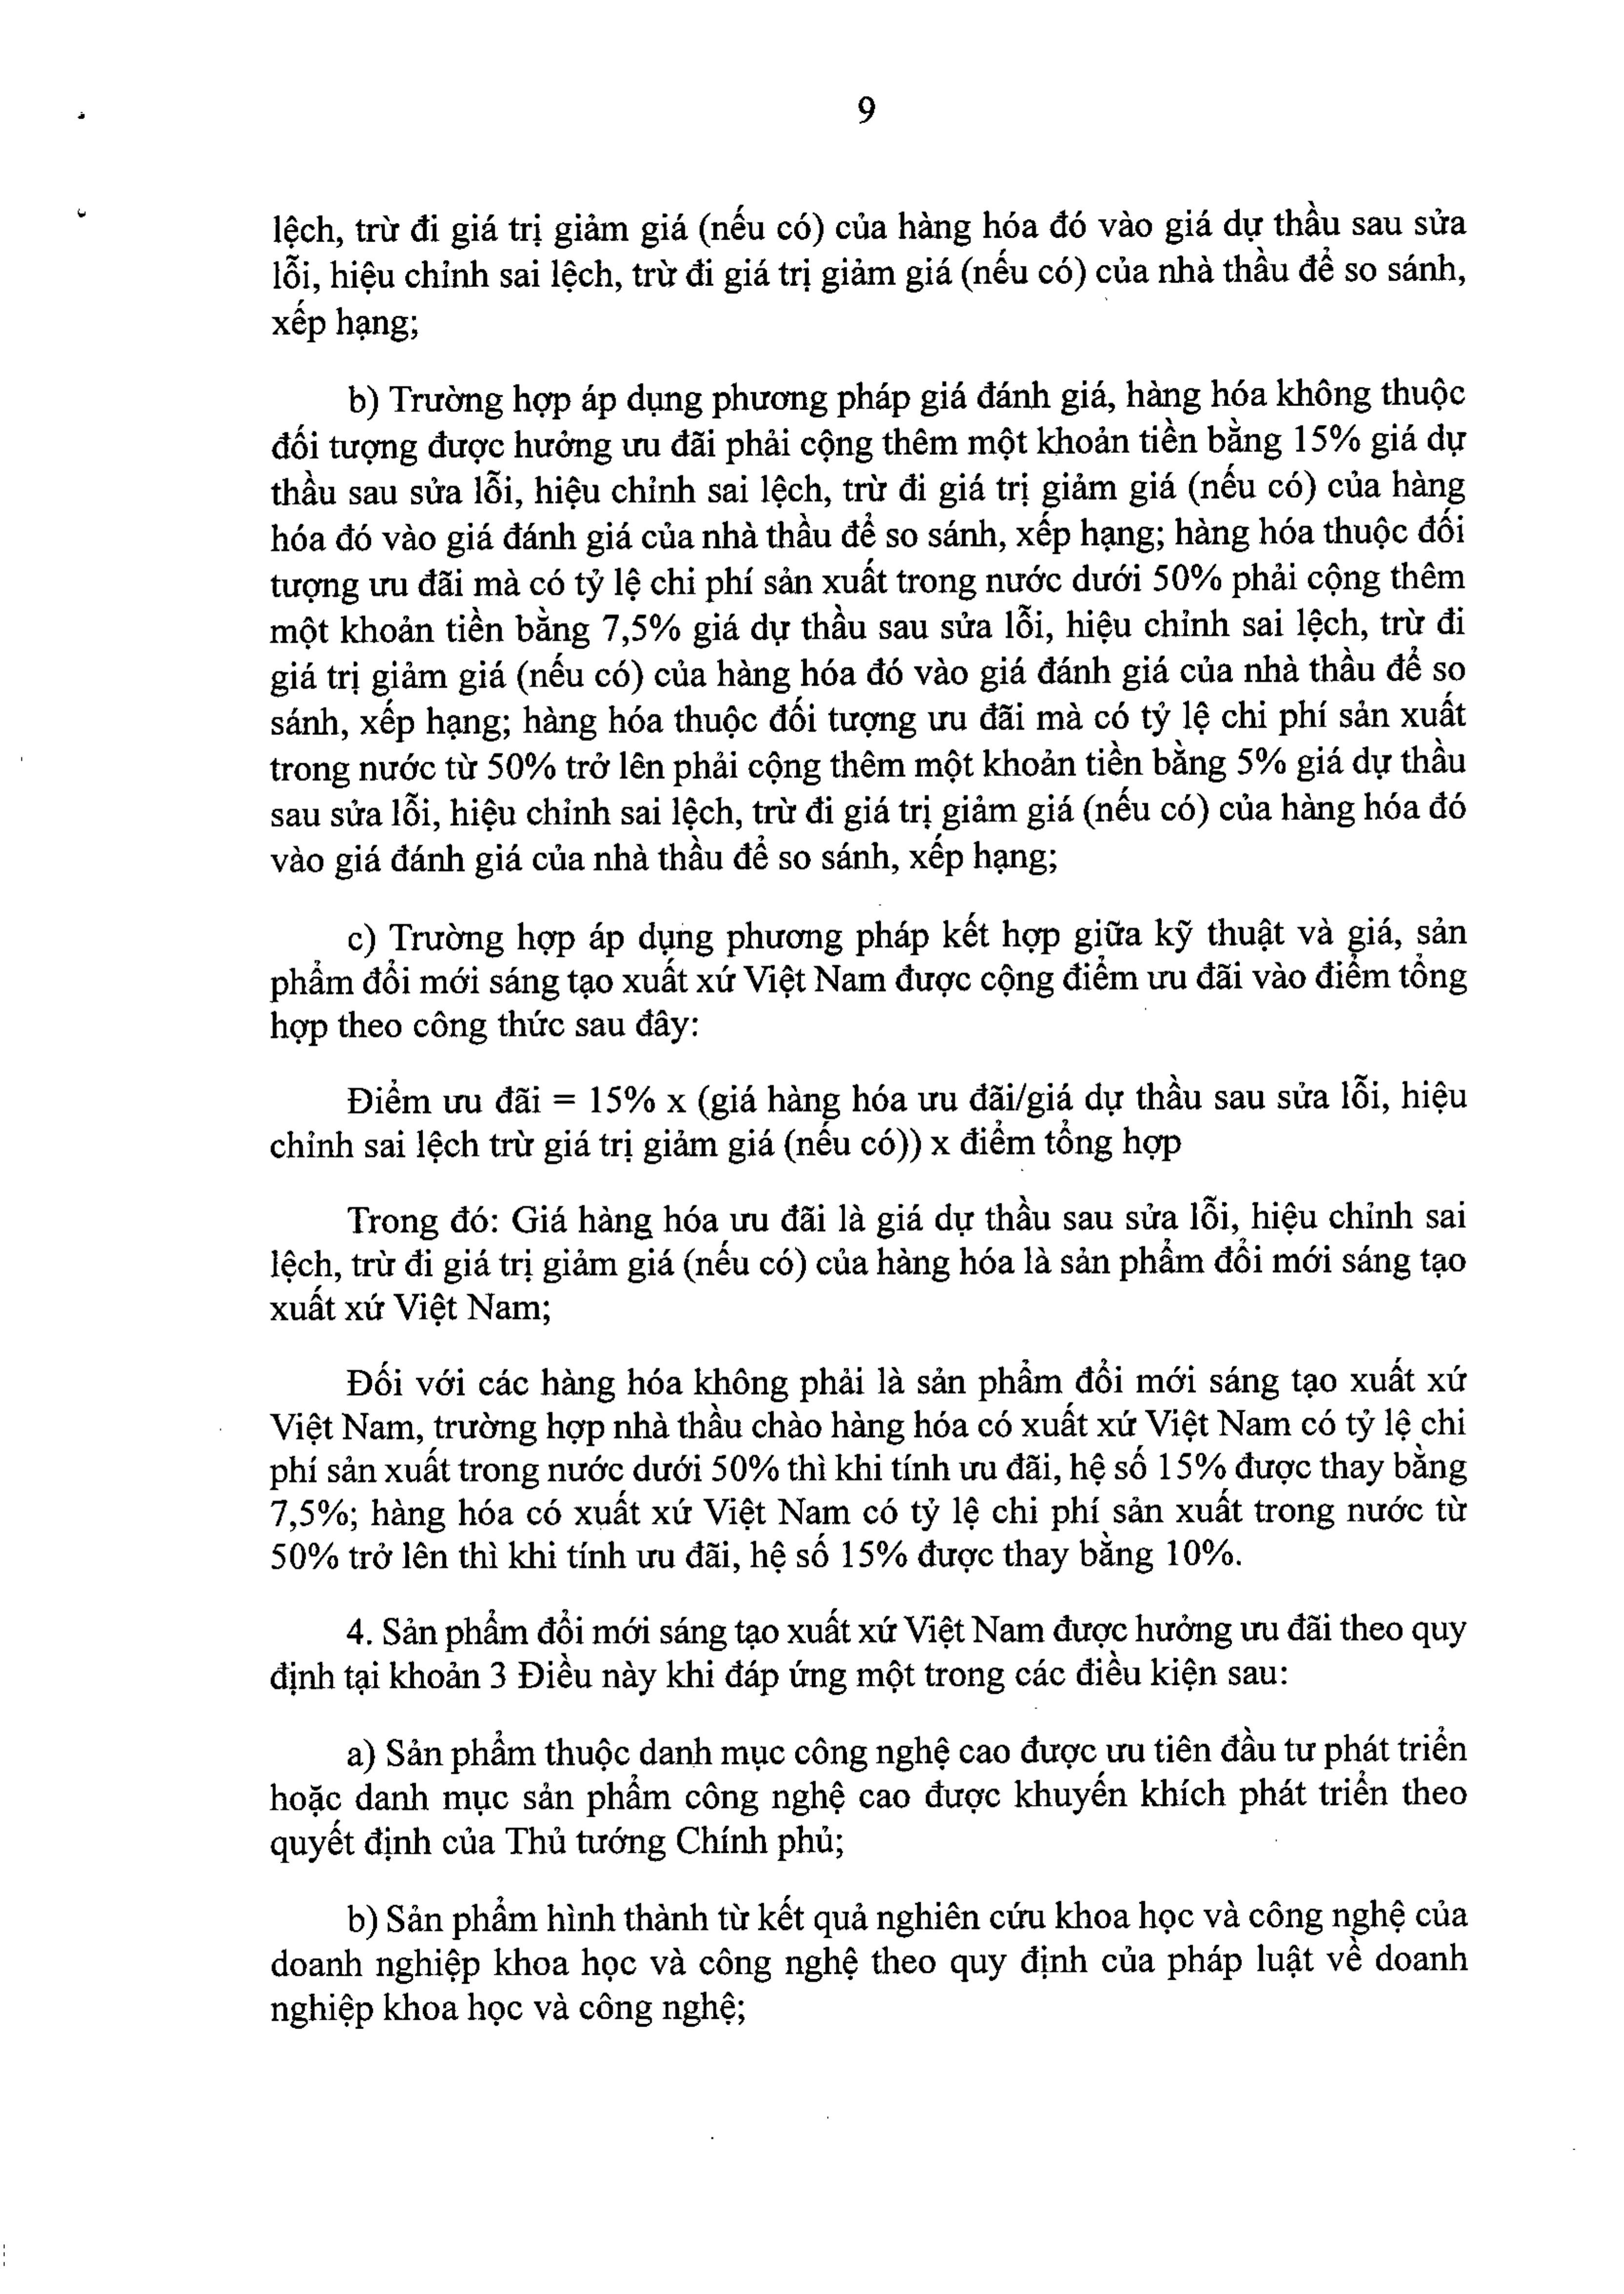 9
lệch, trừ đi giá trị giảm giá (nếu có) của hàng hóa đó vào giá dự thầu sau sửa
lỗi, hiệu chỉnh sai lệch, trừ đi giá trị giảm giá (nếu có) của nhà thầu để so sánh,
xếp hạng;
b) Trường hợp áp dụng phương pháp giá đánh giá, hàng hóa không thuộc
đối tượng được hưởng ưu đãi phải cộng thêm một khoản tiền bằng 15% giá dự
thầu sau sửa lỗi, hiệu chỉnh sai lệch, trừ đi giá trị giảm giá (nếu có) của hàng
hóa đó vào giá đánh giá của nhà thầu để so sánh, xếp hạng; hàng hóa thuộc đối
tượng ưu đãi mà có tỷ lệ chi phí sản xuất trong nước dưới 50% phải cộng thêm
một khoản tiền bằng 7,5% giá dự thầu sau sửa lỗi, hiệu chỉnh sai lệch, trừ đi
giá trị giảm giá (nếu có) của hàng hóa đó vào giá đánh giá của nhà thầu để so
sánh, xếp hạng; hàng hóa thuộc đối tượng ưu đãi mà có tỷ lệ chi phí sản xuất
trong nước từ 50% trở lên phải cộng thêm một khoản tiền bằng 5% giá dự thầu
sau sửa lỗi, hiệu chỉnh sai lệch, trừ đi giá trị giảm giá (nếu có) của hàng hóa đó
vào giá đánh giá của nhà thầu để so sánh, xếp hạng;
c) Trường hợp áp dụng phương pháp kết hợp giữa kỹ thuật và giá, sản
phẩm đổi mới sáng tạo xuất xứ Việt Nam được cộng điểm ưu đãi vào điểm tổng
hợp theo công thức sau đây:
Điểm ưu đãi = 15% x (giá hàng hóa ưu đãi/giá dự thầu sau sửa lỗi, hiệu
chỉnh sai lệch trừ giá trị giảm giá (nếu có)) x điểm tổng hợp
Trong đó: Giá hàng hóa ưu đãi là giá dự thầu sau sửa lỗi, hiệu chỉnh sai
lệch, trừ đi giá trị giảm giá (nếu có) của hàng hóa là sản phẩm đổi mới sáng tạo
xuất xứ Việt Nam;
Đối với các hàng hóa không phải là sản phẩm đổi mới sáng tạo xuất xứ
Việt Nam, trường hợp nhà thầu chào hàng hóa có xuất xứ Việt Nam có tỷ lệ chi
phí sản xuất trong nước dưới 50% thì khi tính ưu đãi, hệ số 15% được thay bằng
7,5%; hàng hóa có xuất xứ Việt Nam có tỷ lệ chi phí sản xuất trong nước từ
50% trở lên thì khi tính ưu đãi, hệ số 15% được thay bằng 10%.
4. Sản phẩm đổi mới sáng tạo xuất xứ Việt Nam được hưởng ưu đãi theo quy
định tại khoản 3 Điều này khi đáp ứng một trong các điều kiện sau:
a) Sản phẩm thuộc danh mục công nghệ cao được ưu tiên đầu tư phát triển
hoặc danh mục sản phẩm công nghệ cao được khuyến khích phát triển theo
quyết định của Thủ tướng Chính phủ;
b) Sản phẩm hình thành từ kết quả nghiên cứu khoa học và công nghệ của
doanh nghiệp khoa học và công nghệ theo quy định của pháp luật về doanh
nghiệp khoa học và công nghệ;